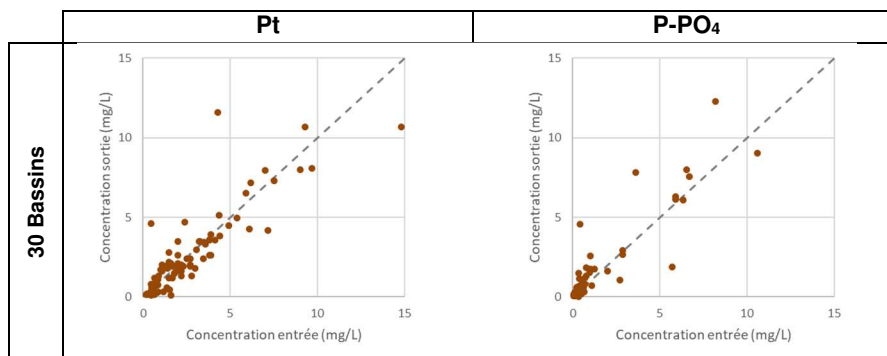 Pt
P-PO4
30 Bassins
15
10
5
0
0 5 10 15
Concentration sortie (mg/L)
Concentration entrée (mg/L)
15
10
5
0
0 5 10 15
Concentration sortie (mg/L)
Concentration entrée (mg/L)